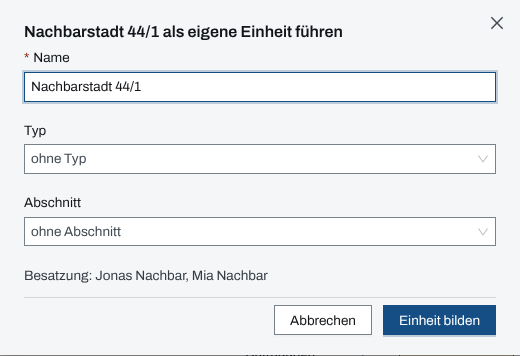 Nachbarstadt 44/1 als eigene Einheit führen
* Name
Nachbarstadt 44/1
Typ
ohne Typ
Abschnitt
ohne Abschnitt
Besatzung: Jonas Nachbar, Mia Nachbar
Abbrechen
Einheit bilden